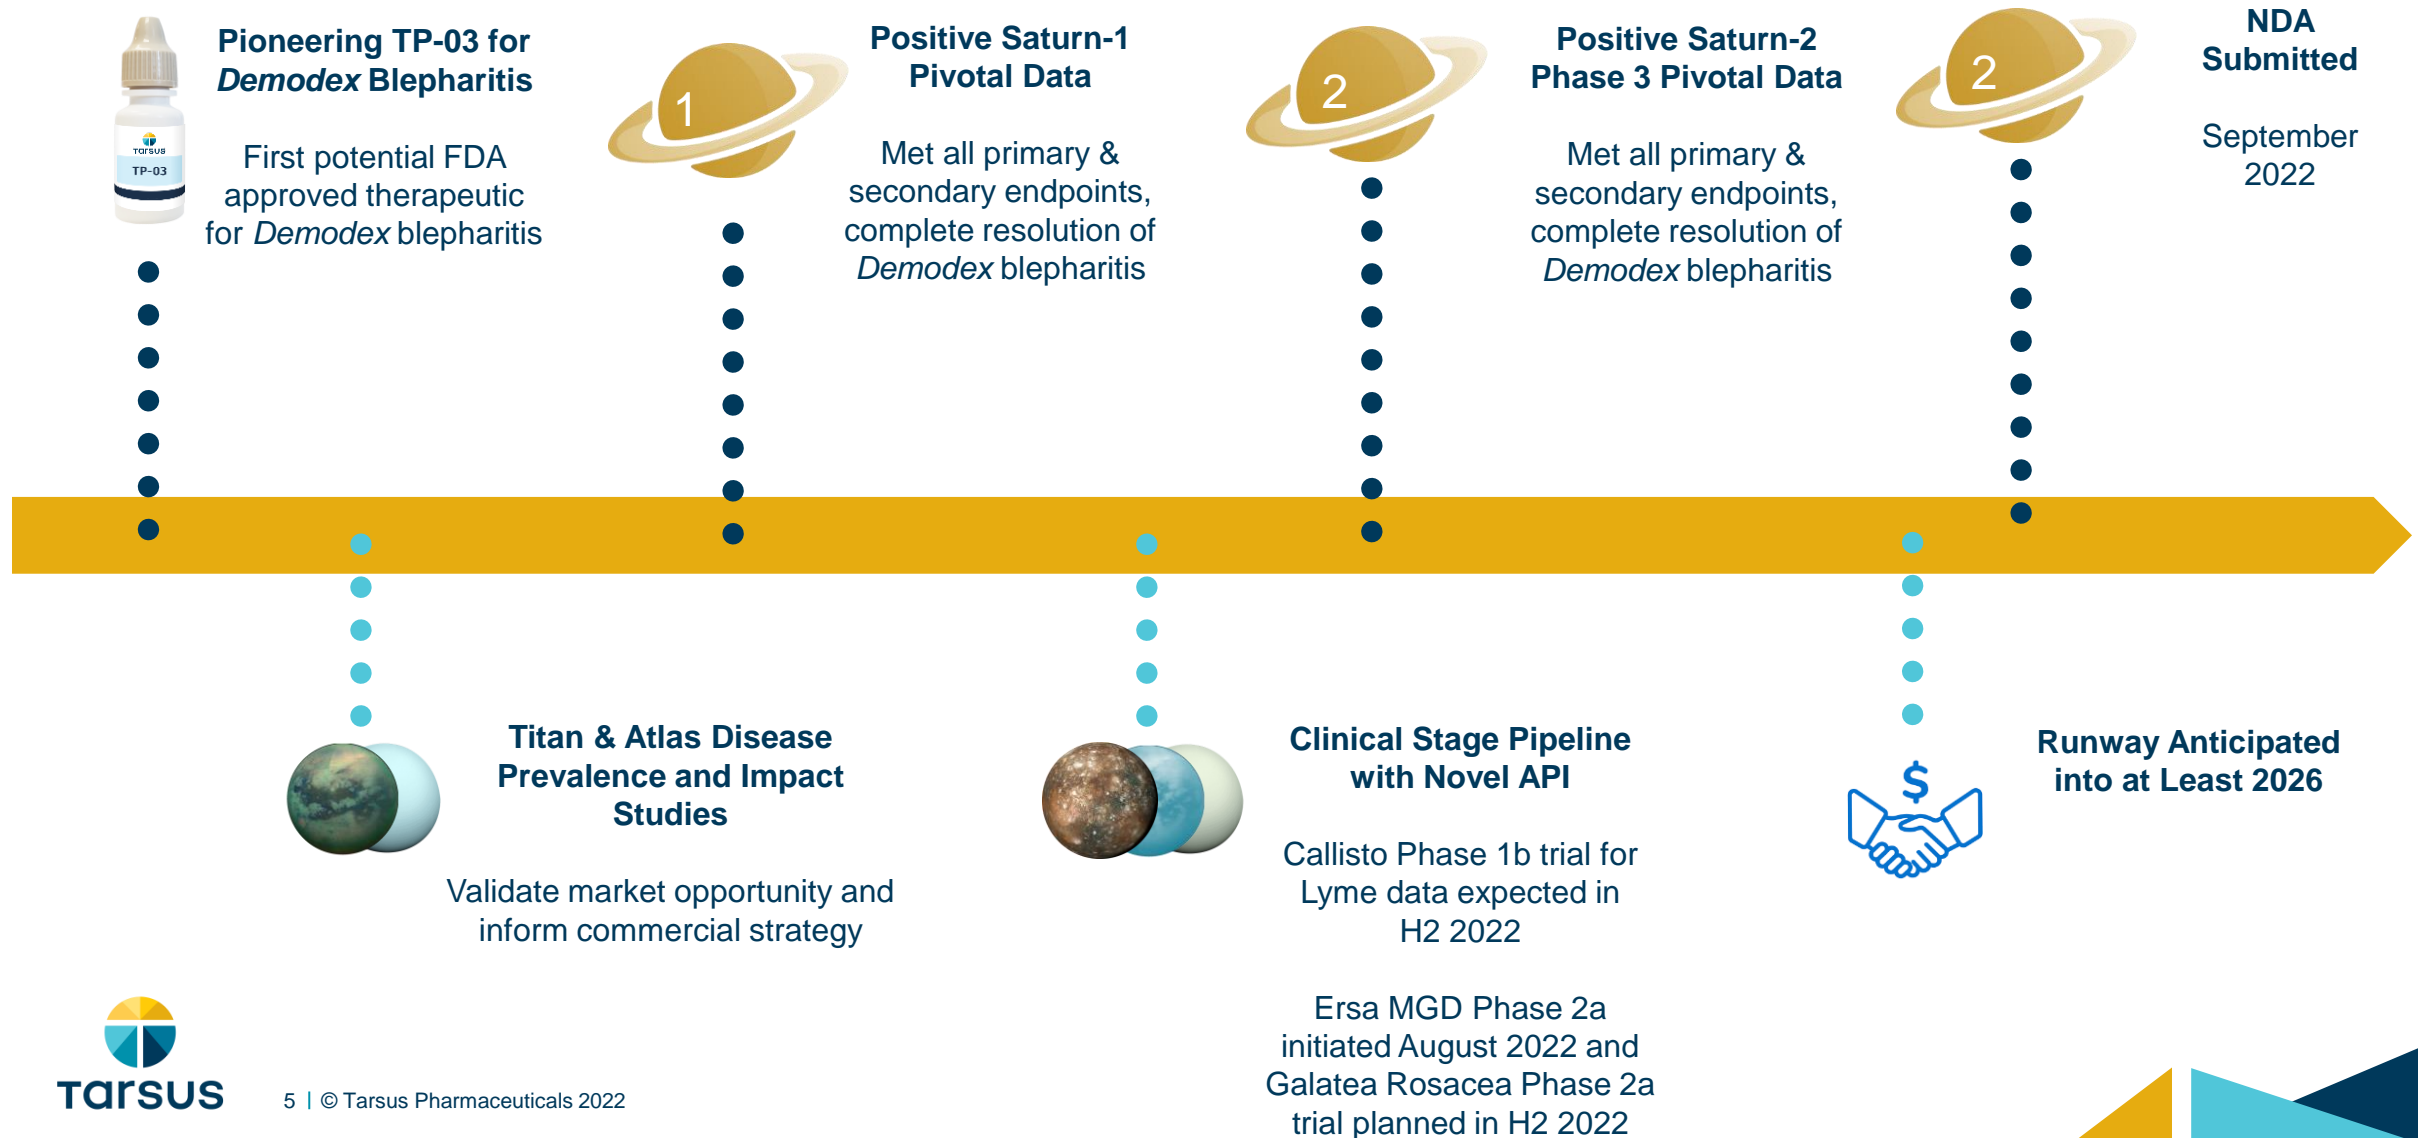 Pioneering TP-03 for
Demodex Blepharitis
First potential FDA
approved therapeutic
for Demodex blepharitis
Tarsus
TP-03
1
Positive Saturn-1
Pivotal Data
Met all primary &
secondary endpoints,
complete resolution of
Demodex blepharitis
2
Positive Saturn-2
Phase 3 Pivotal Data
Met all primary &
secondary endpoints,
complete resolution of
Demodex blepharitis
2
NDA
Submitted
September
2022
Titan & Atlas Disease
Prevalence and Impact
Studies
Validate market opportunity and
inform commercial strategy
Clinical Stage Pipeline
with Novel API
Callisto Phase 1b trial for
Lyme data expected in
H2 2022
Ersa MGD Phase 2a
initiated August 2022 and
Galatea Rosacea Phase 2a
trial planned in H2 2022
$
Runway Anticipated
into at Least 2026
Tarsus
5 | © Tarsus Pharmaceuticals 2022